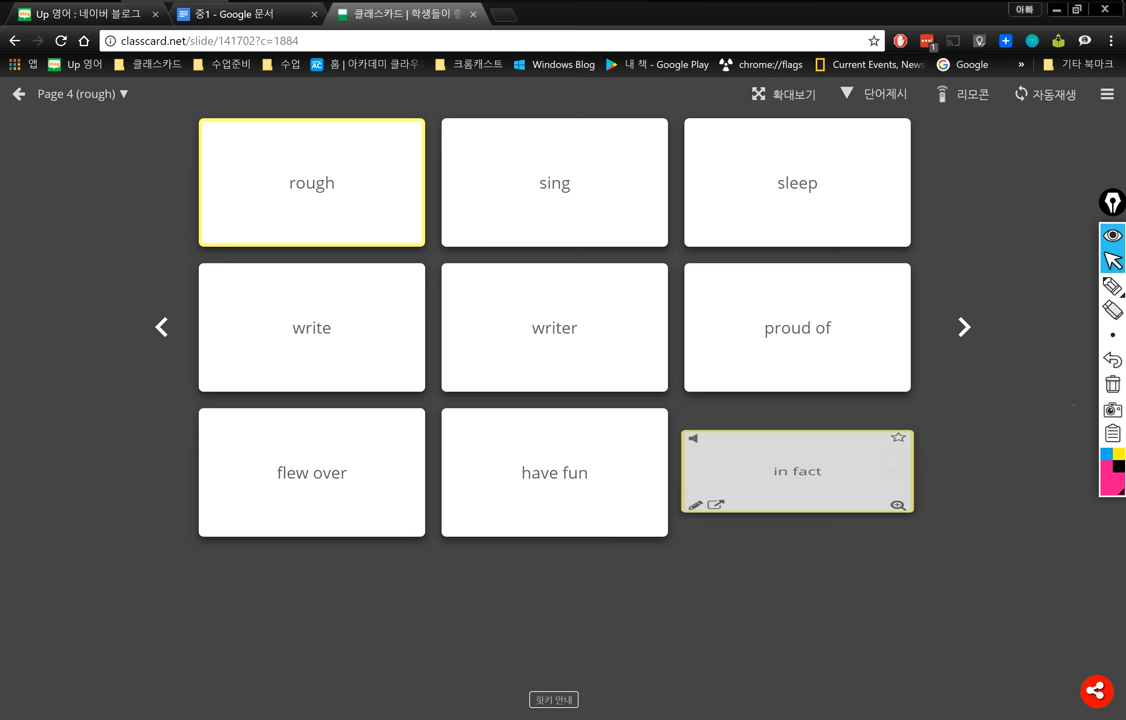 Up 영어 : 네이버 블로그
중1 - Google 문서
클래스카드 | 학생들이 즐
아빠
classcard.net/slide/141702?c=1884
1
앱
Up 영어
클래스카드
수업준비
수업
홈 | 아카데미 클라우
크롬캐스트
Windows Blog
내 책 - Google Play
chrome://flags
Current Events, News
Google
»
기타 북마크
Page 4 (rough) ▼
확대보기
▼ 단어제시
리모콘
자동재생
rough
sing
sleep
write
writer
proud of
flew over
have fun
in fact
핫키 안내